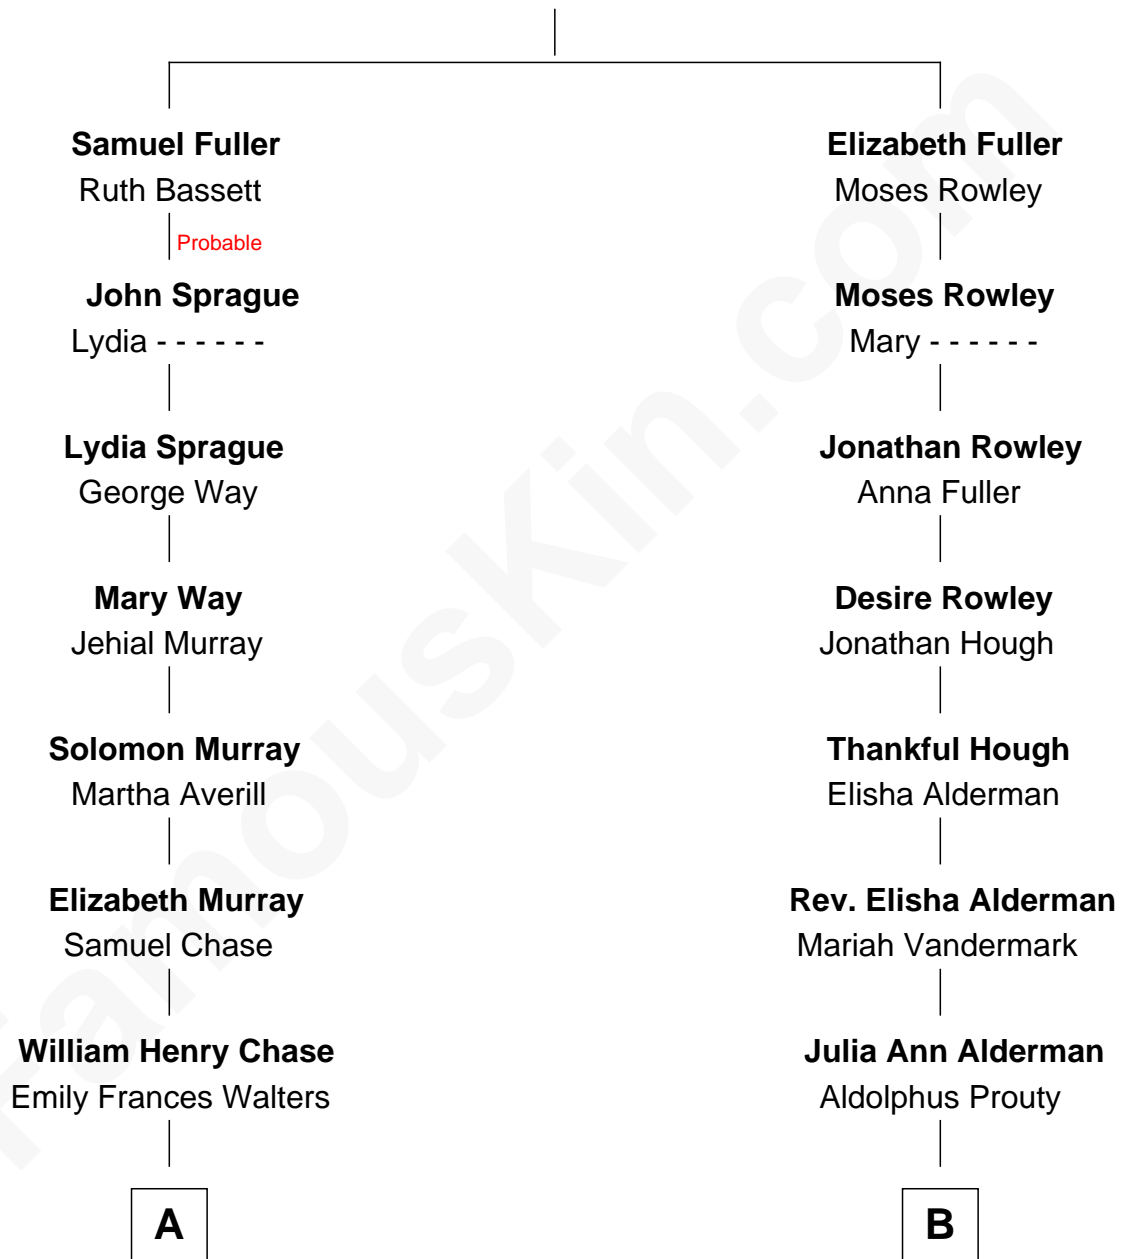 Samuel Fuller
Ruth Bassett
Probable
John Sprague
Lydia - - - - - -
Lydia Sprague
George Way
Mary Way
Jehial Murray
Solomon Murray
Martha Averill
Elizabeth Murray
Samuel Chase
William Henry Chase
Emily Frances Walters
A
Elizabeth Fuller
Moses Rowley
Moses Rowley
Mary - - - - - -
Jonathan Rowley
Anna Fuller
Desire Rowley
Jonathan Hough
Thankful Hough
Elisha Alderman
Rev. Elisha Alderman
Mariah Vandermark
Julia Ann Alderman
Aldolphus Prouty
B
FamousKin.com